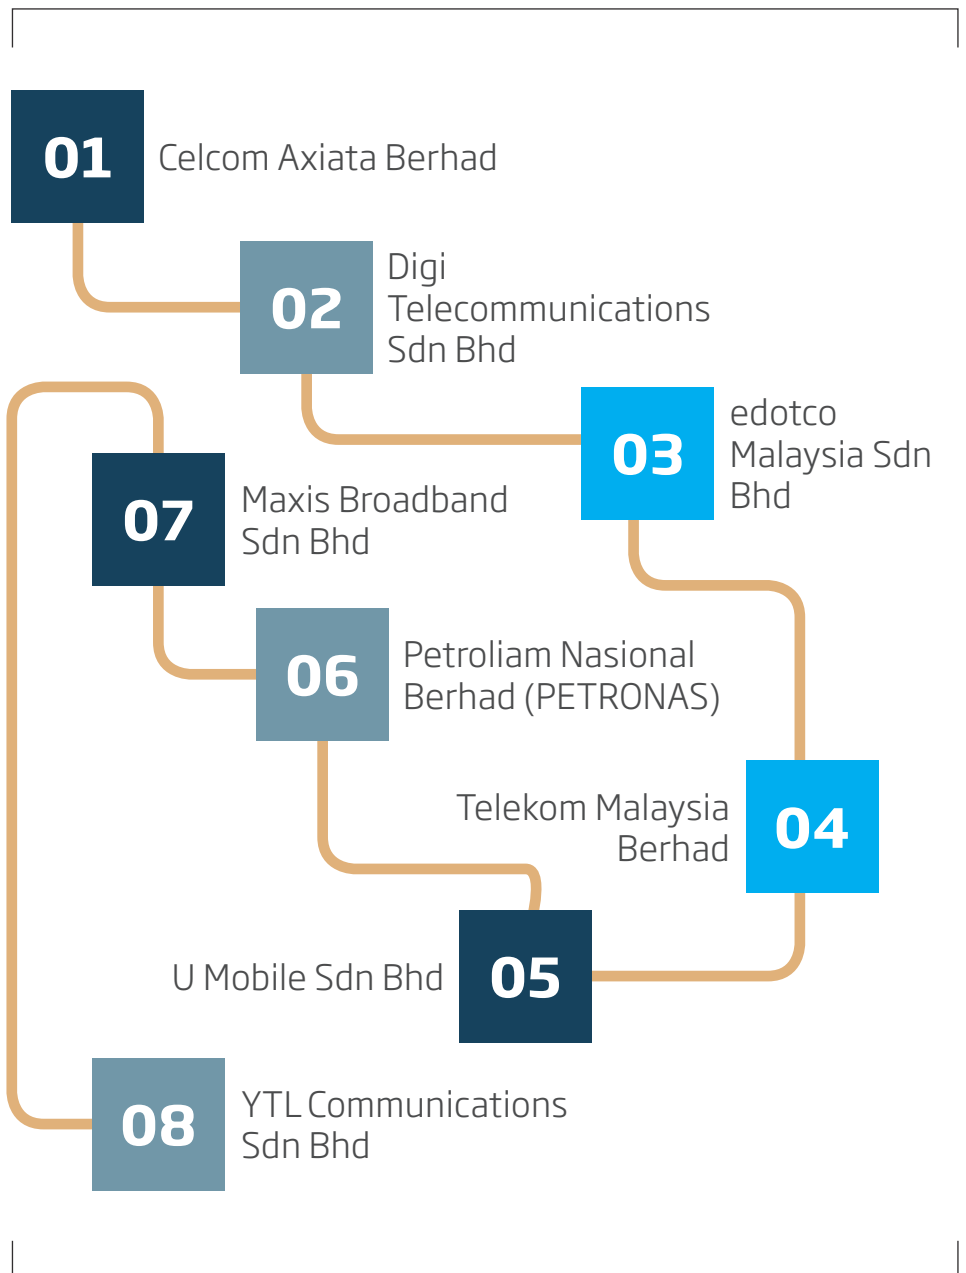 01
Celcom Axiata Berhad
02
Digi
Telecommunications
Sdn Bhd
03
edotco
Malaysia Sdn
Bhd
07
Maxis Broadband
Sdn Bhd
06
Petroliam Nasional
Berhad (PETRONAS)
Telekom Malaysia
Berhad
04
U Mobile Sdn Bhd
05
08
YTL Communications
Sdn Bhd